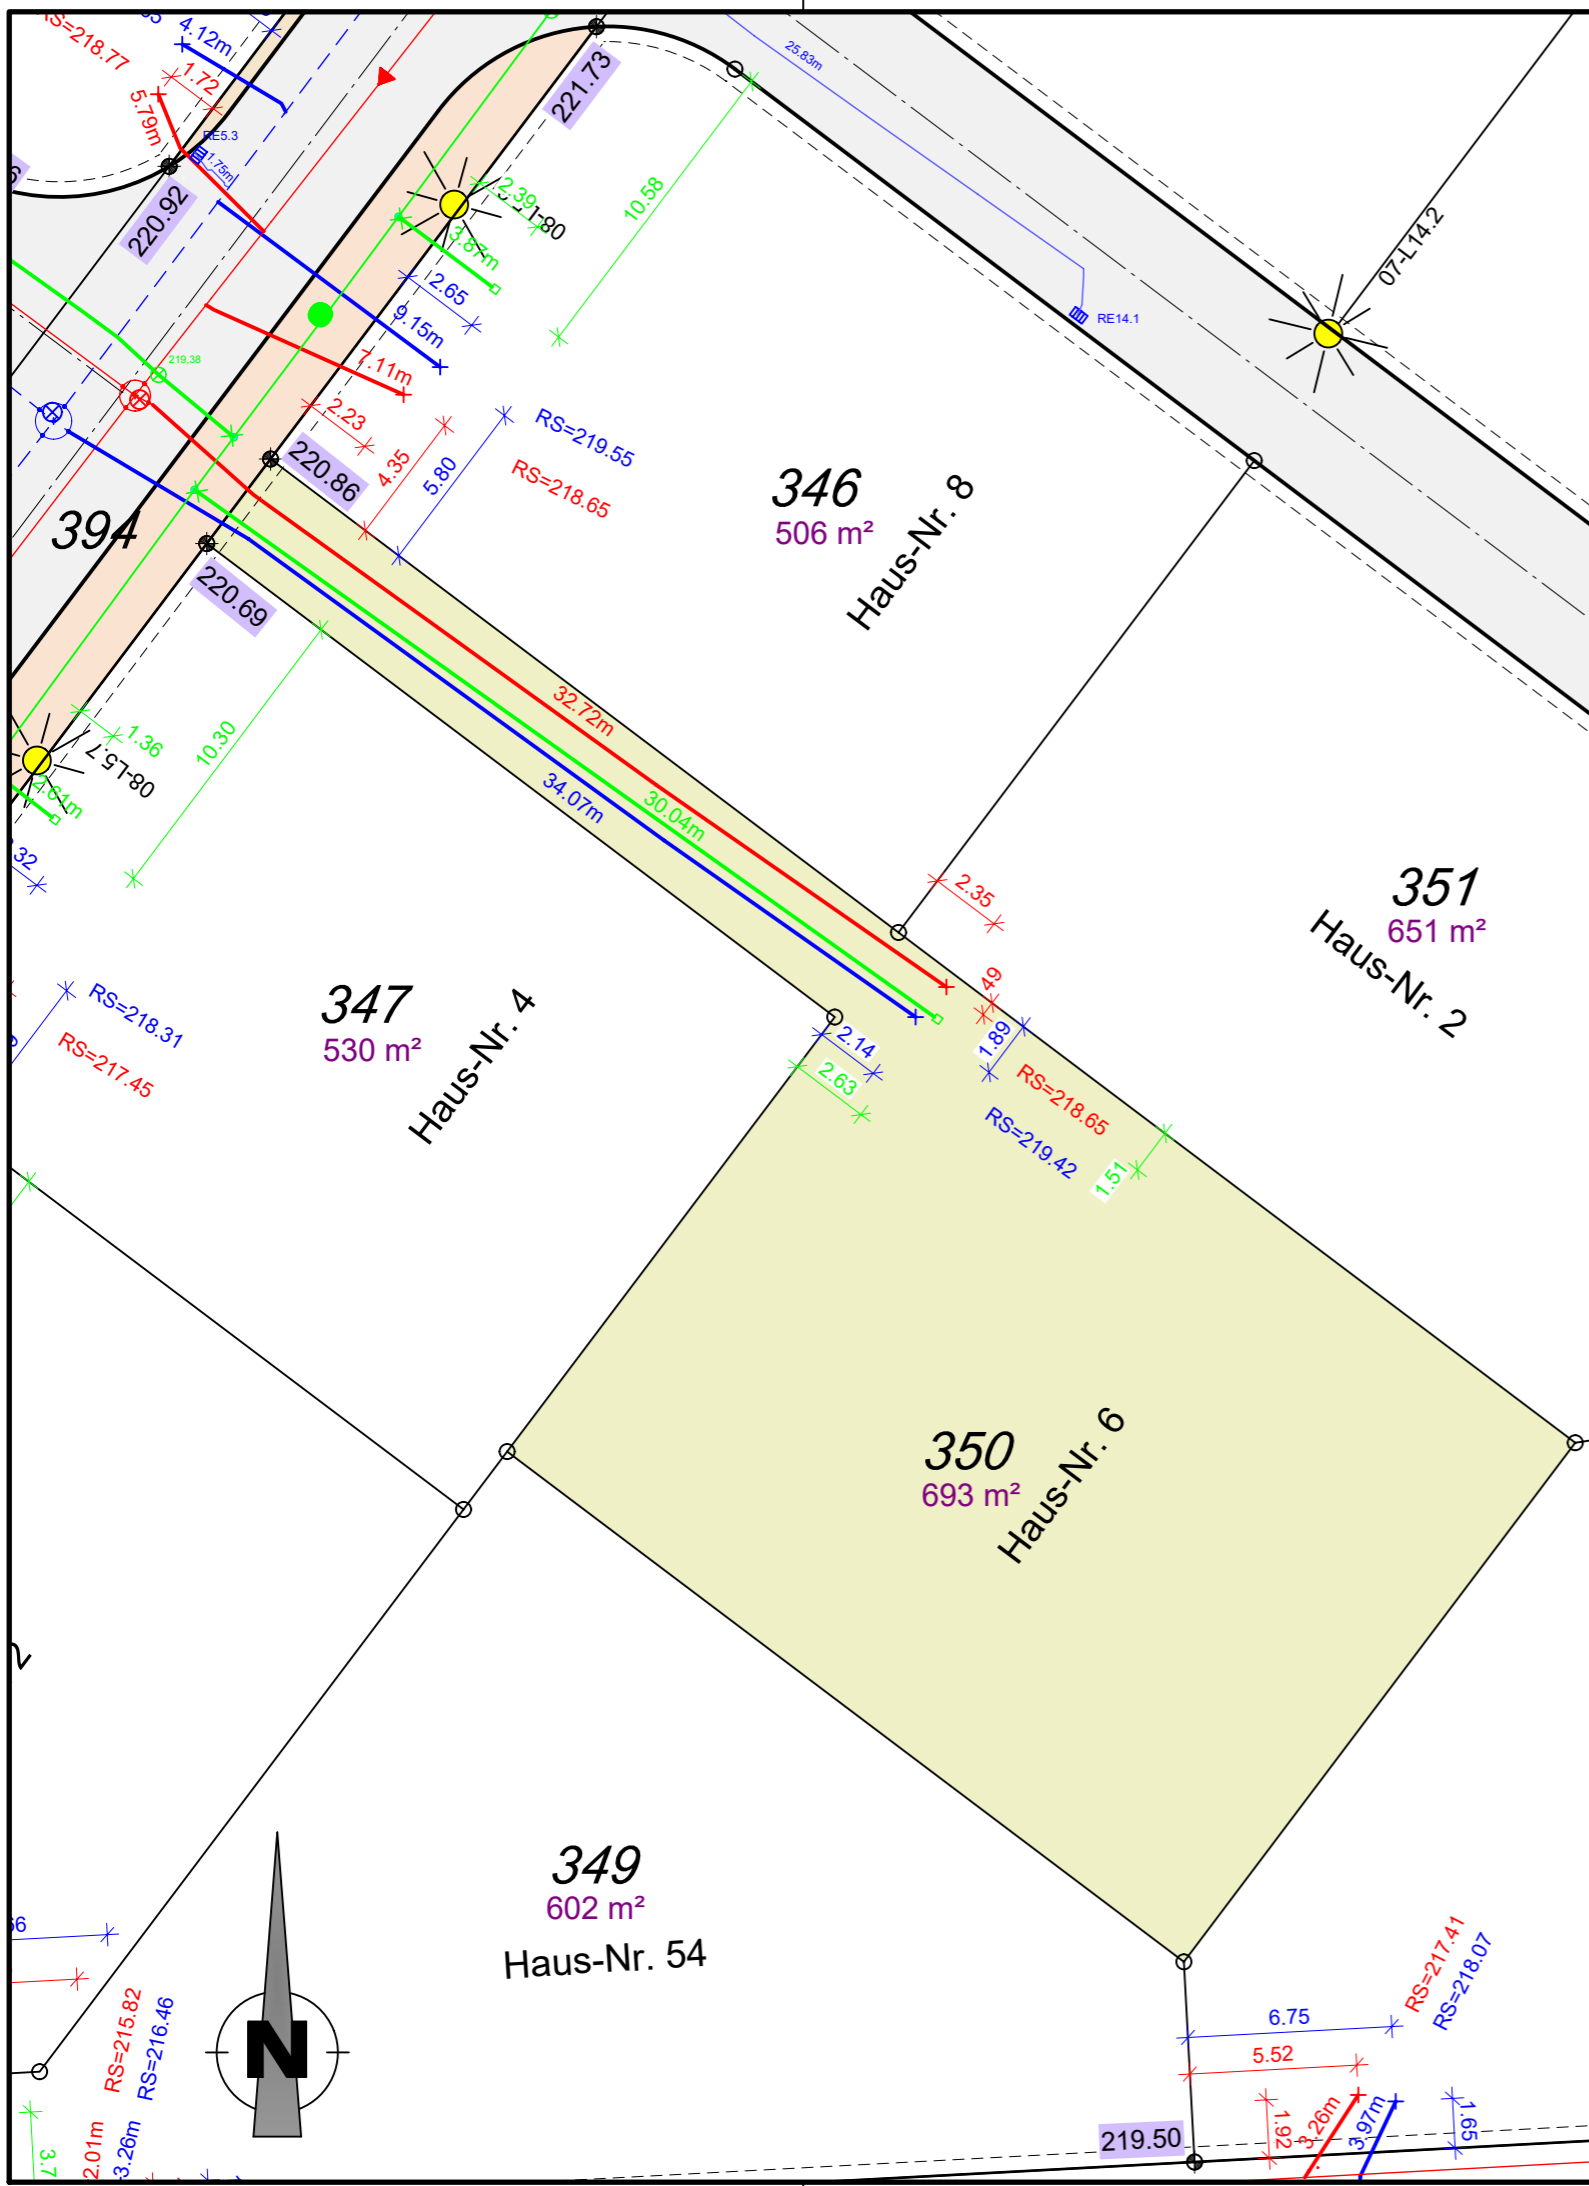 RS=218.77
4.12m
1.72
5.79m
RE5.3
1.75m
220.92
221.73
25.83m
2.39
3.87m
10.58
2.65
9.15m
7.11m
219.38
2.23
4.35
5.80
RS=219.55
RS=218.65
220.86
RE14.1
07-L14.2
346
506 m²
Haus-Nr. 8
394
220.69
1.36
08-L5.7
2.61m
10.30
32.72m
30.04m
34.07m
351
651 m²
Haus-Nr. 2
2.35
49
1.89
2.14
2.63
RS=218.65
RS=219.42
1.51
347
530 m²
Haus-Nr. 4
RS=218.31
RS=217.45
350
693 m²
Haus-Nr. 6
349
602 m²
Haus-Nr. 54
N
RS=215.82
RS=216.46
2.01m
3.26m
6.75
5.52
1.92
3.26m
3.97m
1.65
RS=217.41
RS=218.07
219.50